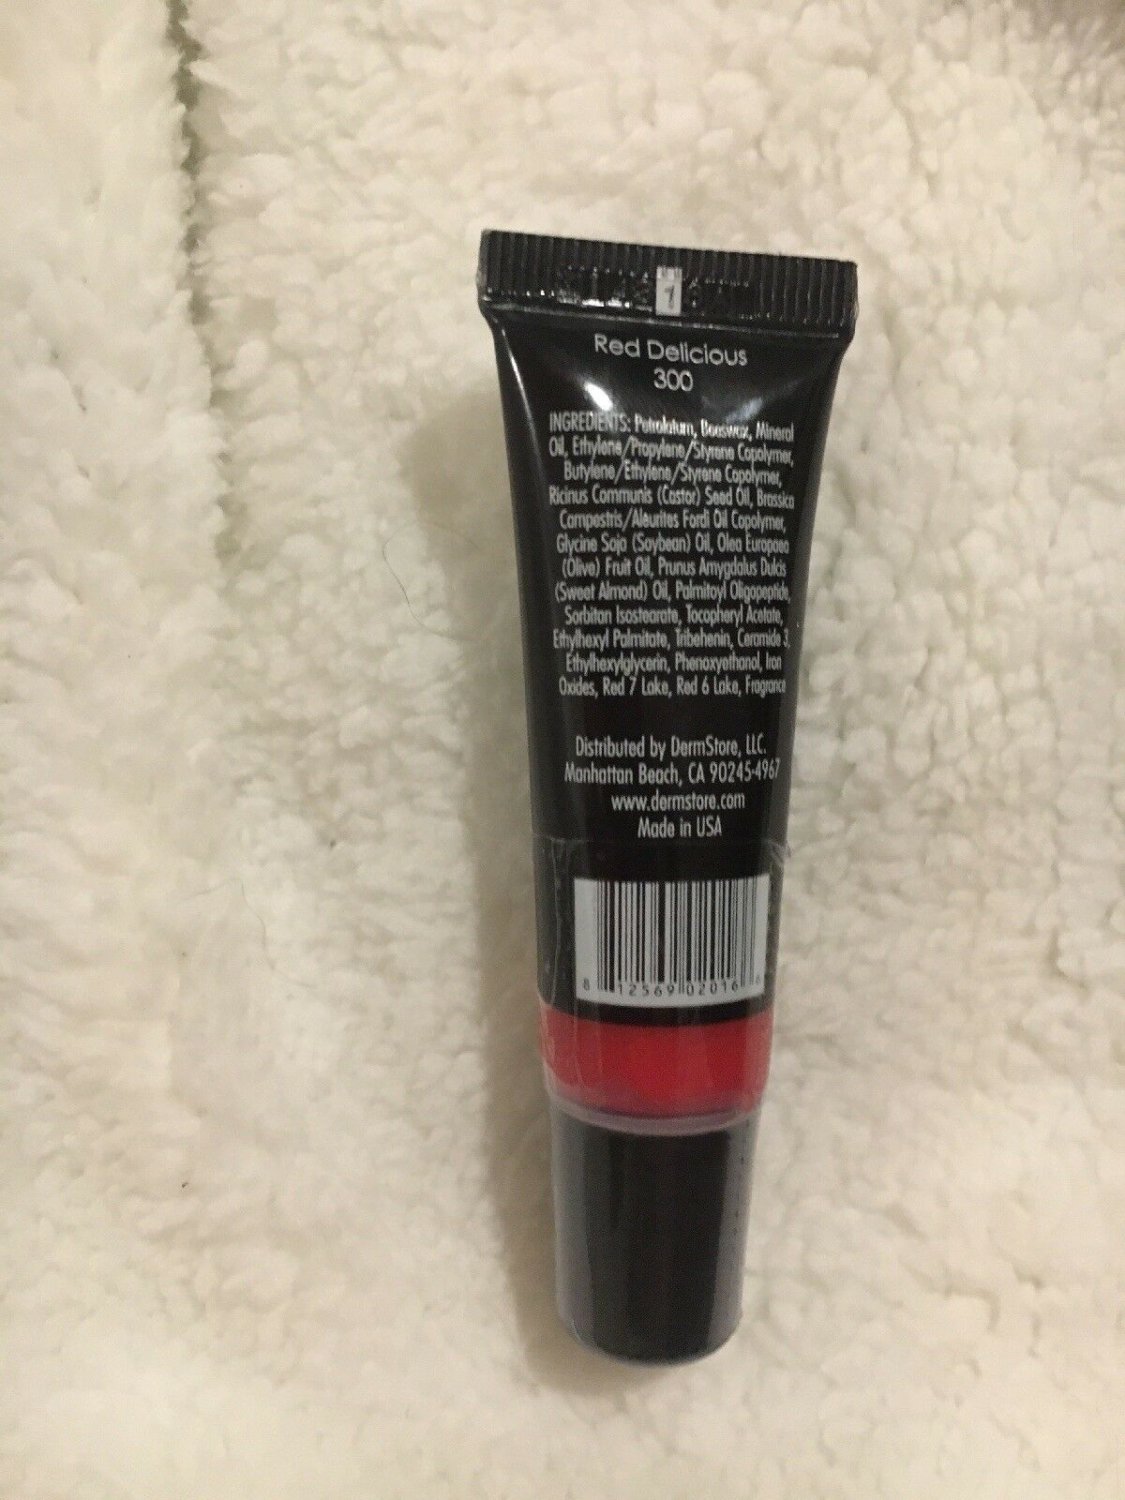 Red Delicious
300
INGREDIENTS: Petrolatum, Beeswax, Mineral
Oil, Ethylene/Propylene/Styrene Copolymer,
Butylene/Ethylene/Styrene Copolymer,
Ricinus Communis (Castor) Seed Oil, Brassica
Campestris/Aleurites Fordi Oil Copolymer,
Glycine Soja (Soybean) Oil, Olea Europaea
(Olive) Fruit Oil, Prunus Amygdalus Dulcis
(Sweet Almond) Oil, Palmitoyl Oligopeptide,
Sorbitan Isostearate, Tocopheryl Acetate,
Ethylhexyl Palmitate, Tribehenin, Ceramide 3,
Ethylhexylglycerin, Phenoxyethanol, Iron
Oxides, Red 7 Lake, Red 6 Lake, Fragrance
Distributed by DermStore, LLC.
Manhattan Beach, CA 90245-4967
www.dermstore.com
Made in USA
8 12569 02016 6